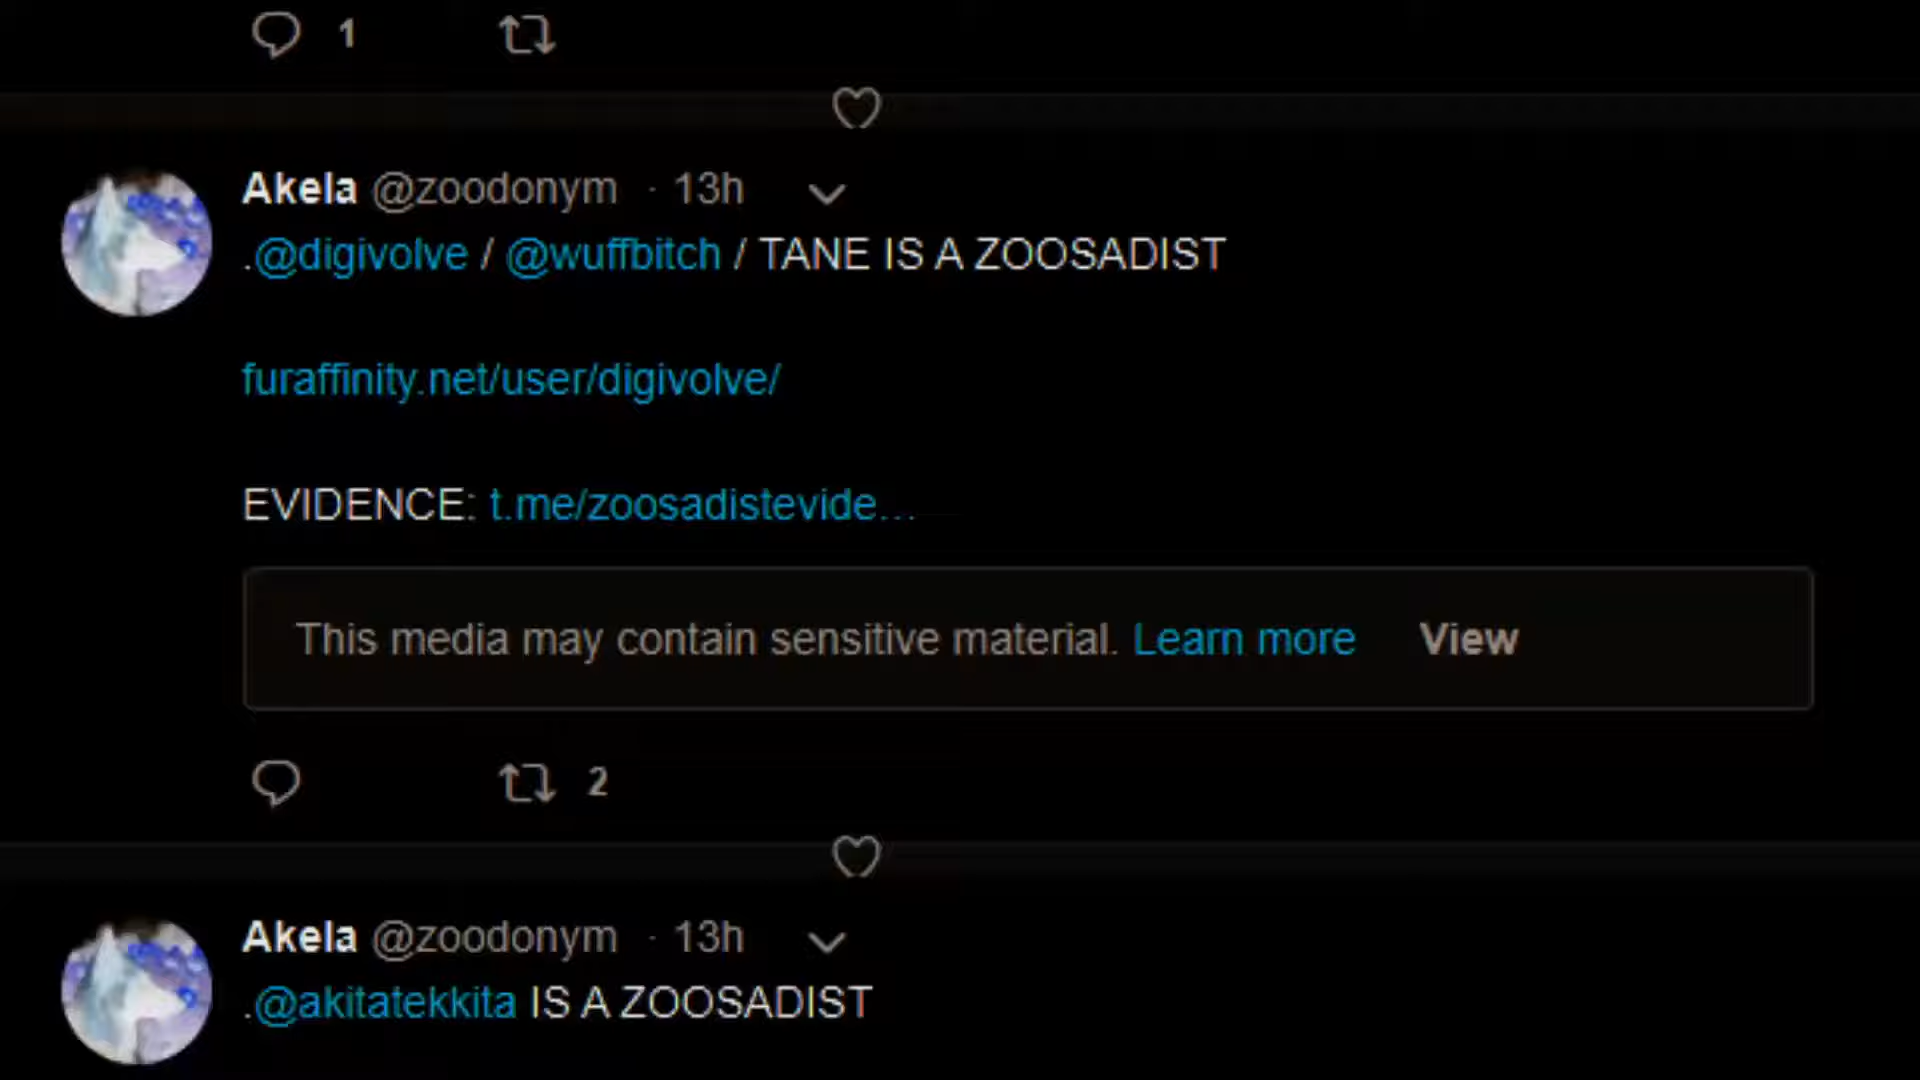 1
Akela @zoodonym · 13h
.@digivolve / @wuffbitch / TANE IS A ZOOSADIST
furaffinity.net/user/digivolve/
EVIDENCE: t.me/zoosadistevide...
This media may contain sensitive material. Learn more View
2
Akela @zoodonym · 13h
.@akitatekkita IS A ZOOSADIST